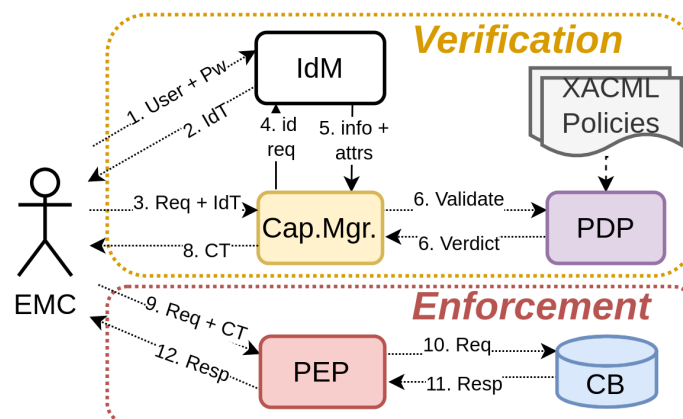 Verification
IdM
XACML
Policies
1. User + Pw
2. IdT
4. id
req
5. info +
attrs
3. Req + IdT
Cap.Mgr.
6. Validate
6. Verdict
PDP
8. CT
EMC
Enforcement
9. Req + CT
12. Resp
PEP
10. Req
11. Resp
CB